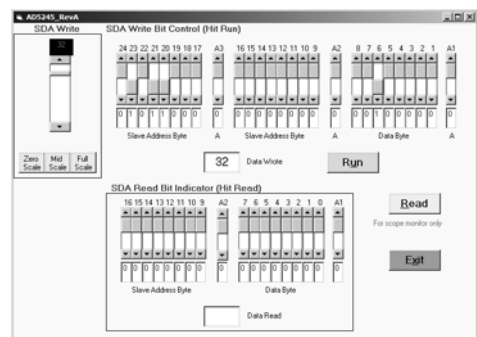 AD5245_RevA
SDA Write
SDA Write Bit Control (Hit Run)
32
24 23 22 21 20 19 18 17 A3 16 15 14 13 12 11 10 9 A2 8 7 6 5 4 3 2 1 A1
0 1 0 1 1 0 0 0 0 0 0 0 0 0 0 0 0 0 0 0 1 0 0 0 0 0 0
Slave Address Byte A Slave Address Byte A Data Byte A
Zero Scale Mid Scale Full Scale
32 Data Wrote Run
SDA Read Bit Indicator (Hit Read)
16 15 14 13 12 11 10 9 A2 7 6 5 4 3 2 1 0 A1
0 0 0 0 0 0 0 0 0 0 0 0 0 0 0 0 0 0
Slave Address Byte Data Byte
Data Read
Read
For scope monitor only
Exit